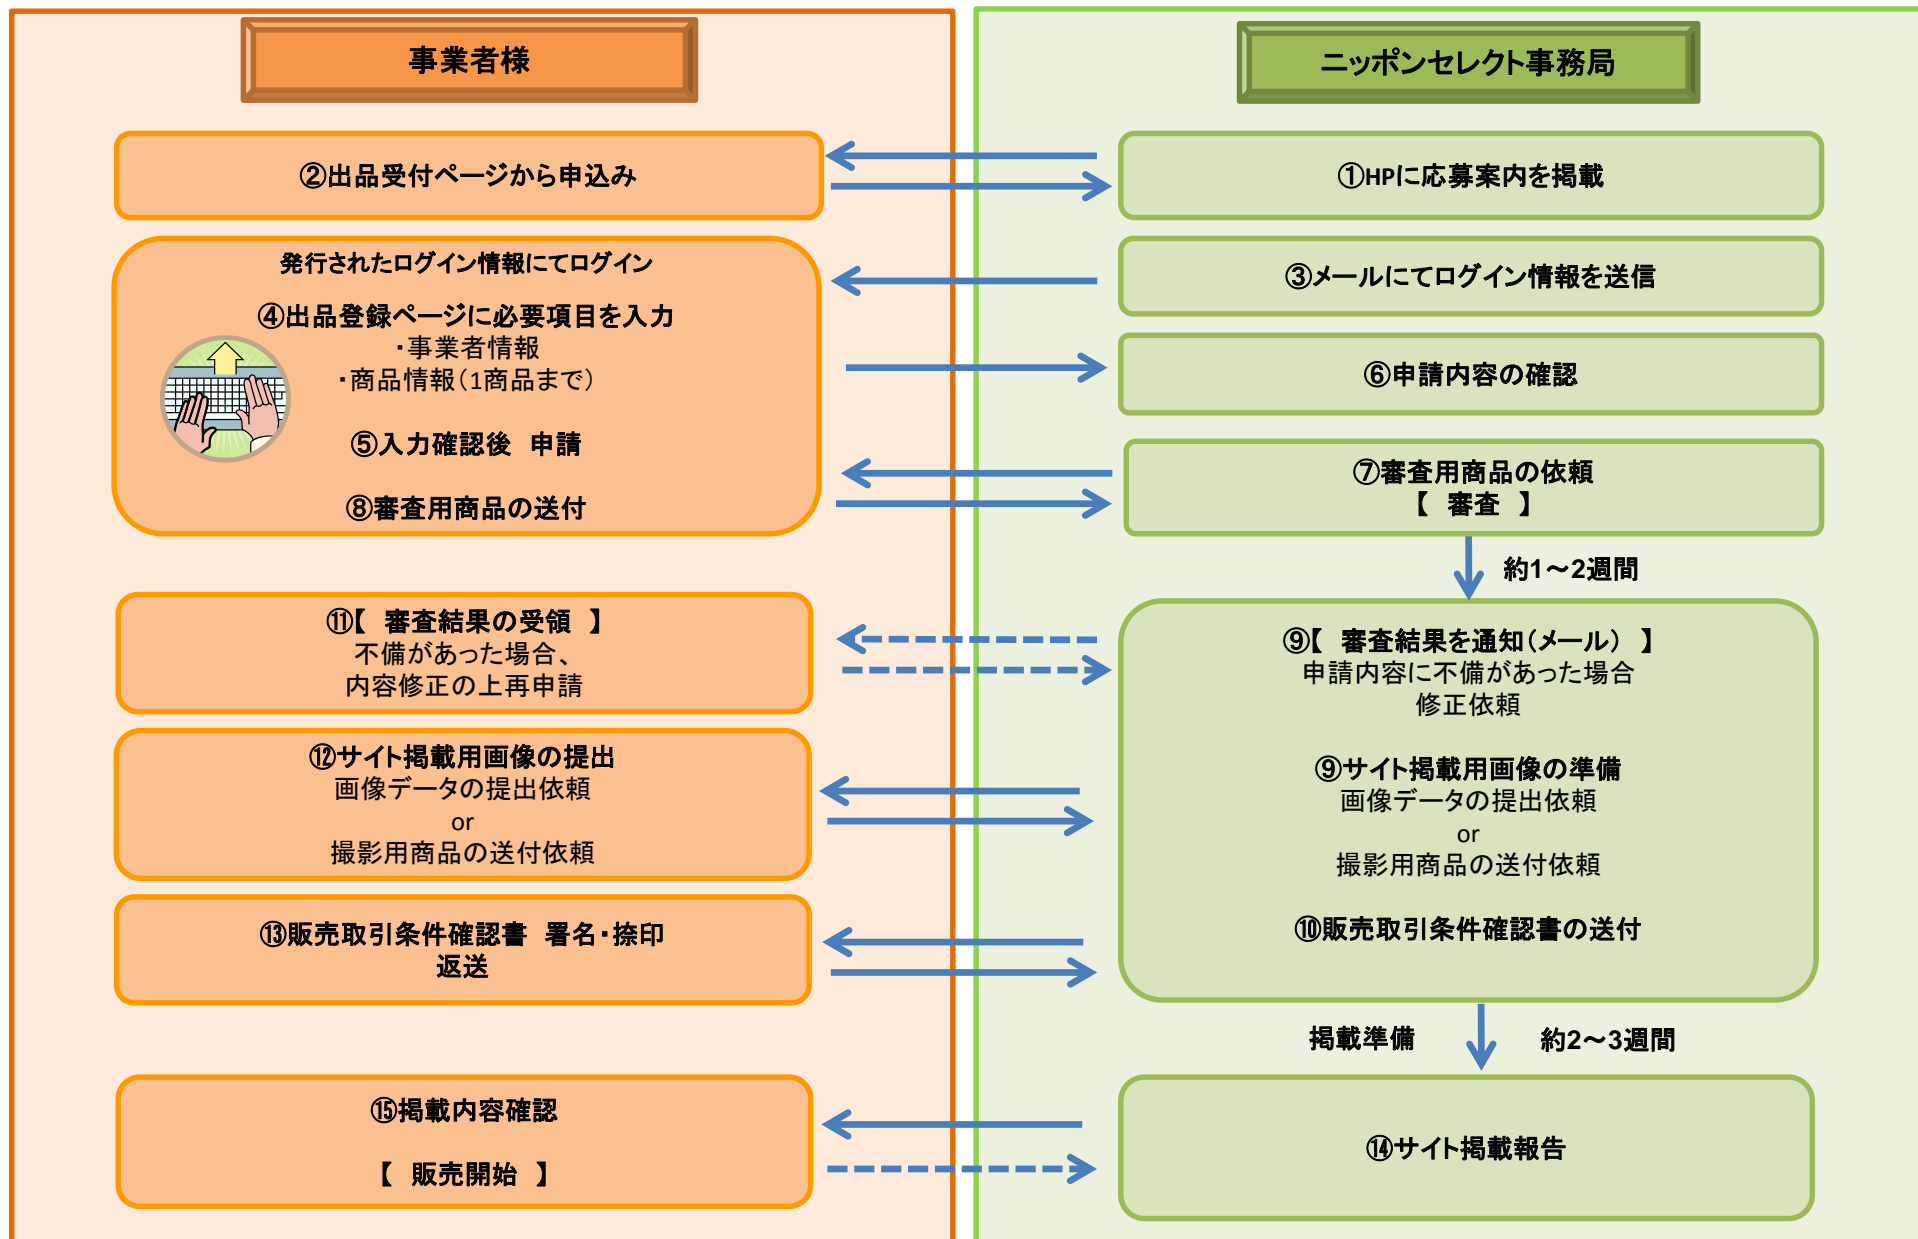 事業者様
②出品受付ページから申込み
発行されたログイン情報にてログイン
④出品登録ページに必要項目を入力
・事業者情報
・商品情報(1商品まで)
⑤入力確認後 申請
⑧審査用商品の送付
⑪【 審査結果の受領 】
不備があった場合、
内容修正の上再申請
⑫サイト掲載用画像の提出
画像データの提出依頼
or
撮影用商品の送付依頼
⑬販売取引条件確認書 署名・捺印
返送
⑮掲載内容確認
【 販売開始 】
ニッポンセレクト事務局
①HPに応募案内を掲載
③メールにてログイン情報を送信
⑥申請内容の確認
⑦審査用商品の依頼
【 審査 】
約1~2週間
⑨【 審査結果を通知(メール) 】
申請内容に不備があった場合
修正依頼
⑨サイト掲載用画像の準備
画像データの提出依頼
or
撮影用商品の送付依頼
⑩販売取引条件確認書の送付
掲載準備 約2~3週間
⑭サイト掲載報告